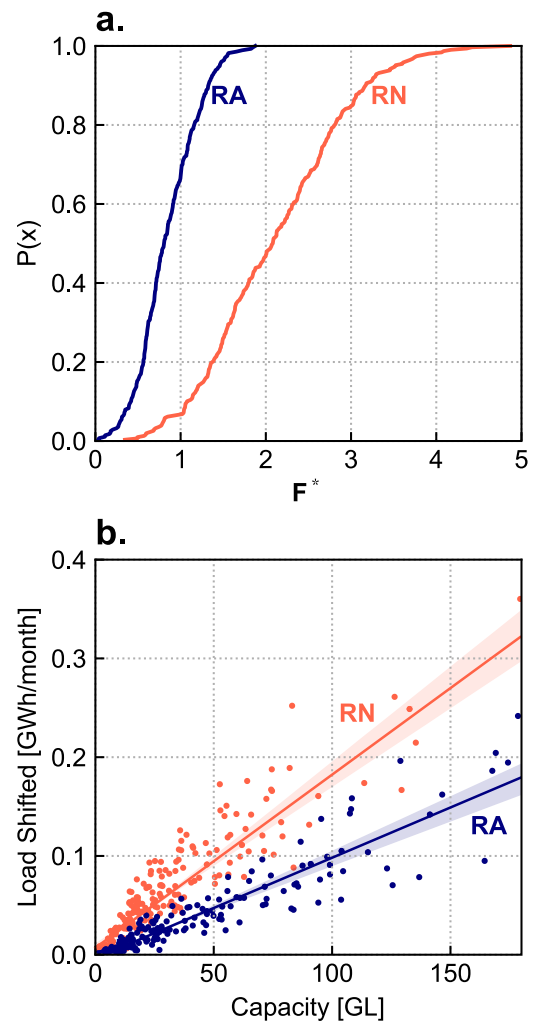 a.
1.0
0.8
0.6
0.4
0.2
0.0
P(x)
RA
RN
0 1 2 3 4 5
F*
b.
0.4
0.3
0.2
0.1
0.0
Load Shifted [GWh/month]
RN
RA
0 50 100 150
Capacity [GL]